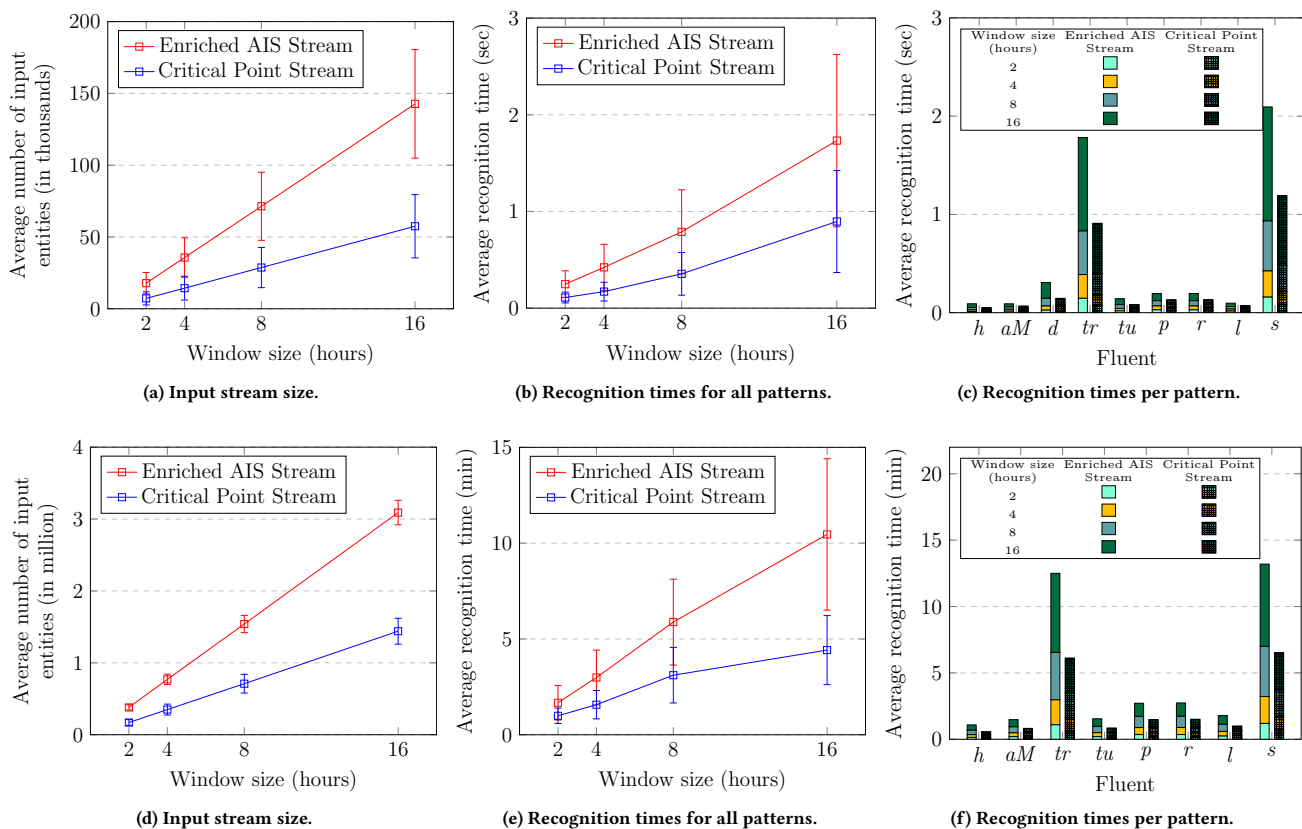 200
150
100
50
0
Average number of input
entities (in thousands)
Enriched AIS Stream
Critical Point Stream
2 4 8 16
Window size (hours)
(a) Input stream size.
3
2
1
0
Average recognition time (sec)
Enriched AIS Stream
Critical Point Stream
2 4 8 16
Window size (hours)
(b) Recognition times for all patterns.
3
2
1
0
Average recognition time (sec)
Window size Enriched AIS Critical Point
(hours) Stream Stream
2
4
8
16
h aM d tr tu p r l s
Fluent
(c) Recognition times per pattern.
4
3
2
1
0
Average number of input
entities (in million)
Enriched AIS Stream
Critical Point Stream
2 4 8 16
Window size (hours)
(d) Input stream size.
15
10
5
0
Average recognition time (min)
Enriched AIS Stream
Critical Point Stream
2 4 8 16
Window size (hours)
(e) Recognition times for all patterns.
20
15
10
5
0
Average recognition time (min)
Window size Enriched AIS Critical Point
(hours) Stream Stream
2
4
8
16
h aM tr tu p r l s
Fluent
(f) Recognition times per pattern.